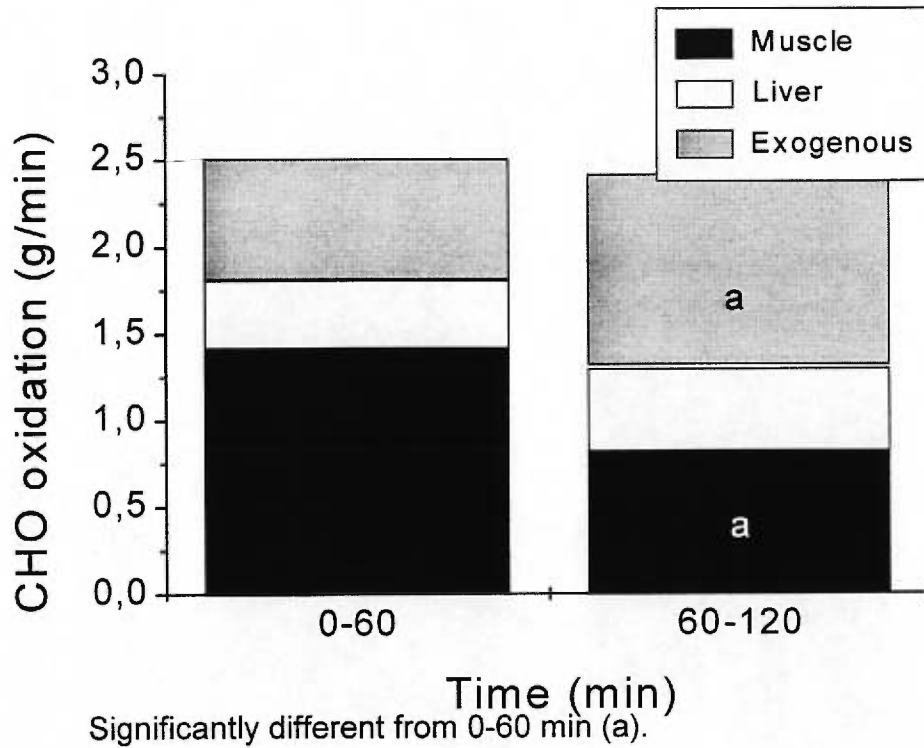 Muscle
Liver
Exogenous
CHO oxidation (g/min)
3,0
2,5
2,0
1,5
1,0
0,5
0,0
a
a
0-60
60-120
Time (min)
Significantly different from 0-60 min (a).